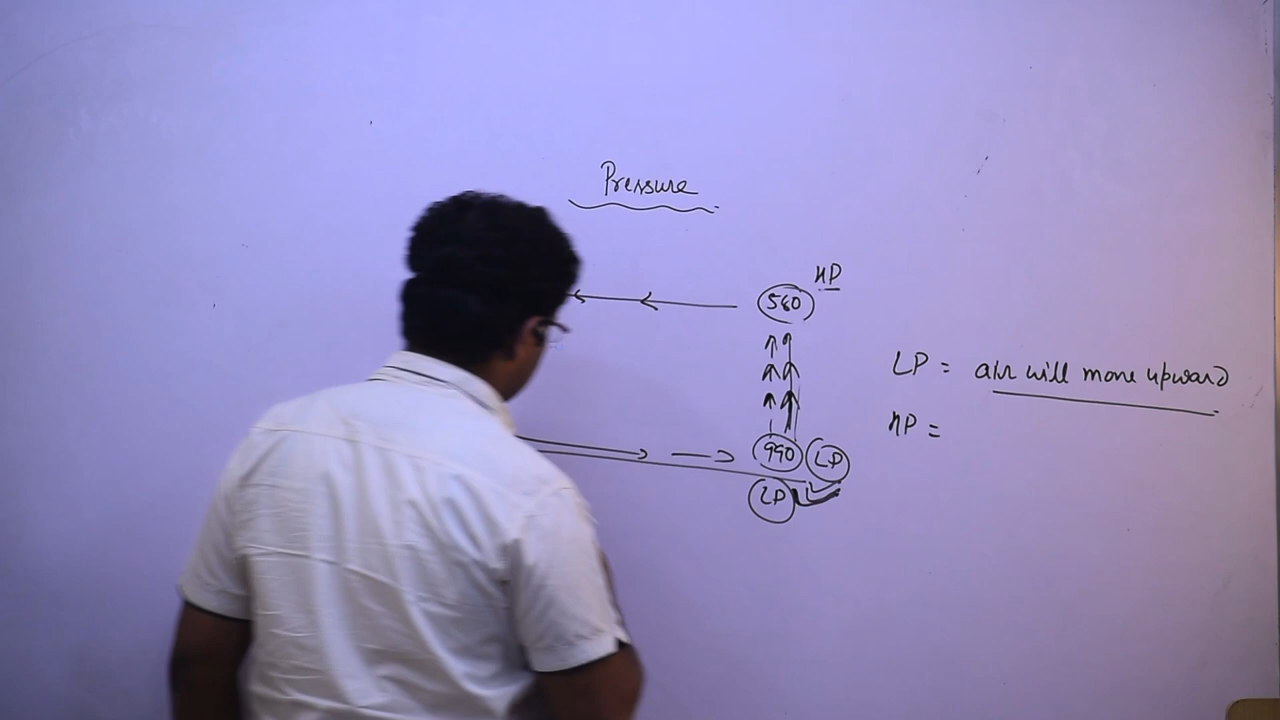 Pressure
HP
560
LP = air will move upward
HP =
990 LP
LP